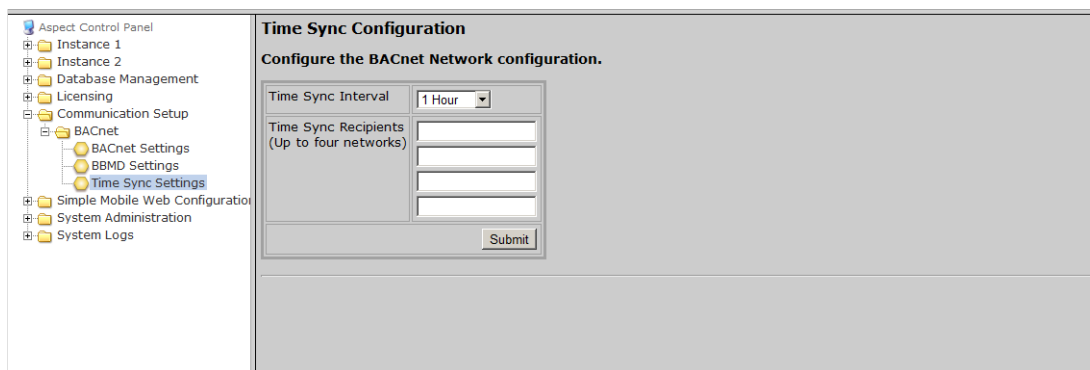 Aspect Control Panel
Instance 1
Instance 2
Database Management
Licensing
Communication Setup
BACnet
BACnet Settings
BBMD Settings
Time Sync Settings
Simple Mobile Web Configuration
System Administration
System Logs
Time Sync Configuration
Configure the BACnet Network configuration.
Time Sync Interval
1 Hour
Time Sync Recipients
(Up to four networks)
Submit